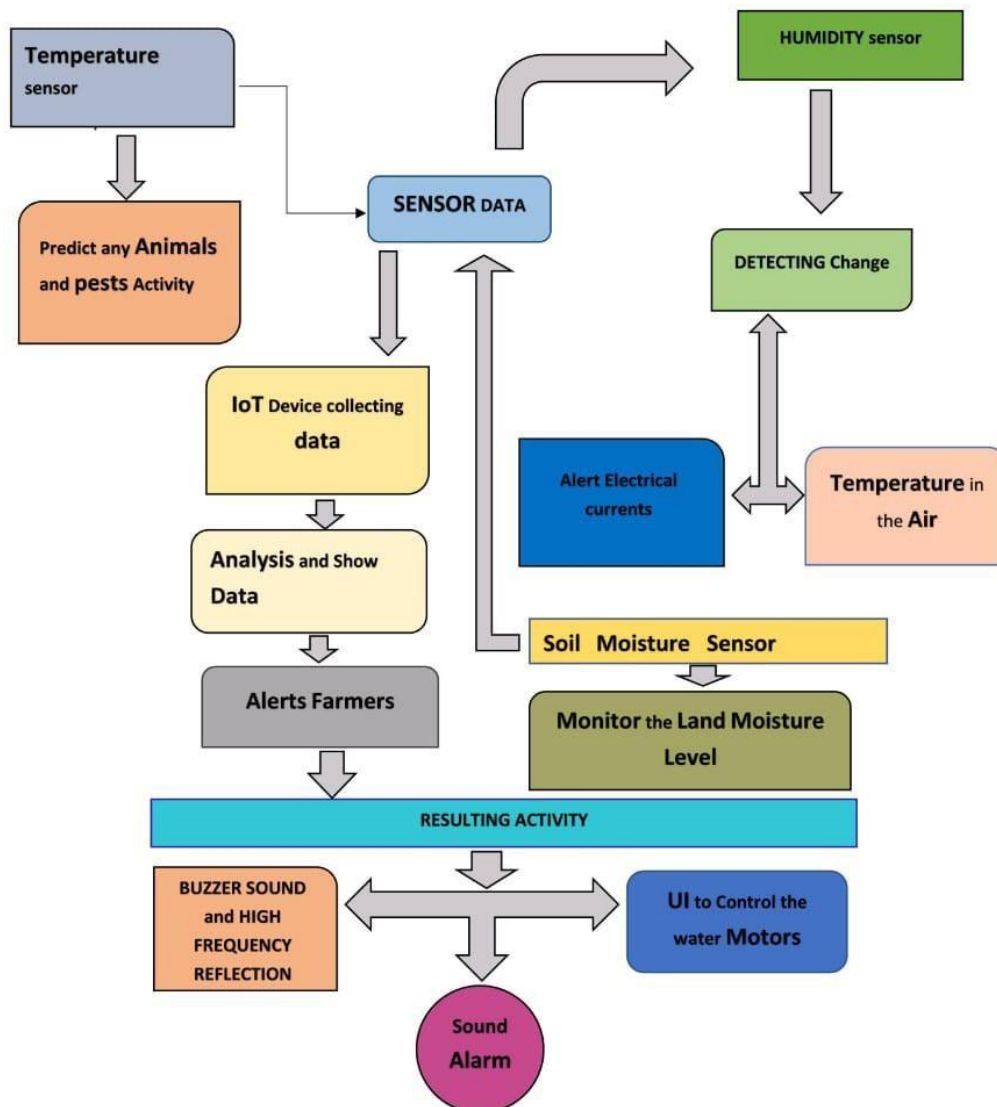 Temperature
sensor
HUMIDITY sensor
SENSOR DATA
Predict any Animals
and pests Activity
DETECTING Change
IoT Device collecting
data
Alert Electrical
currents
Temperature in
the Air
Analysis and Show
Data
Soil Moisture Sensor
Alerts Farmers
Monitor the Land Moisture
Level
RESULTING ACTIVITY
BUZZER SOUND
and HIGH
FREQUENCY
REFLECTION
UI to Control the
water Motors
Sound
Alarm